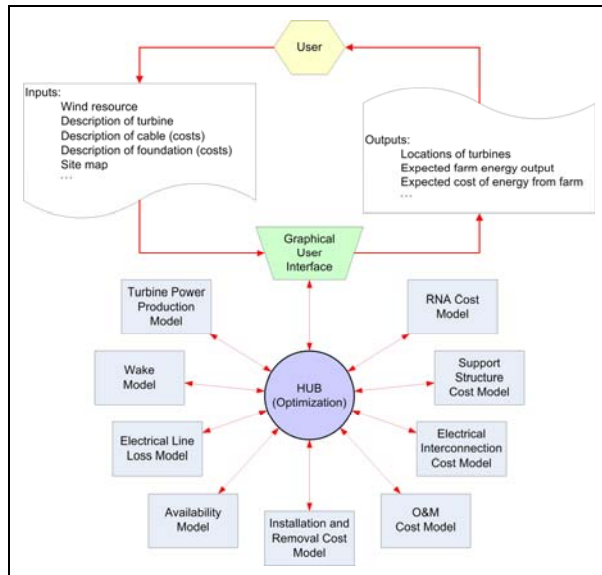 User
Inputs:
Wind resource
Description of turbine
Description of cable (costs)
Description of foundation (costs)
Site map
...
Outputs:
Locations of turbines
Expected farm energy output
Expected cost of energy from farm
...
Graphical
User
Interface
Turbine Power
Production
Model
RNA Cost
Model
Wake
Model
HUB
(Optimization)
Support
Structure
Cost Model
Electrical Line
Loss Model
Electrical
Interconnection
Cost Model
Availability
Model
Installation and
Removal Cost
Model
O&M
Cost Model